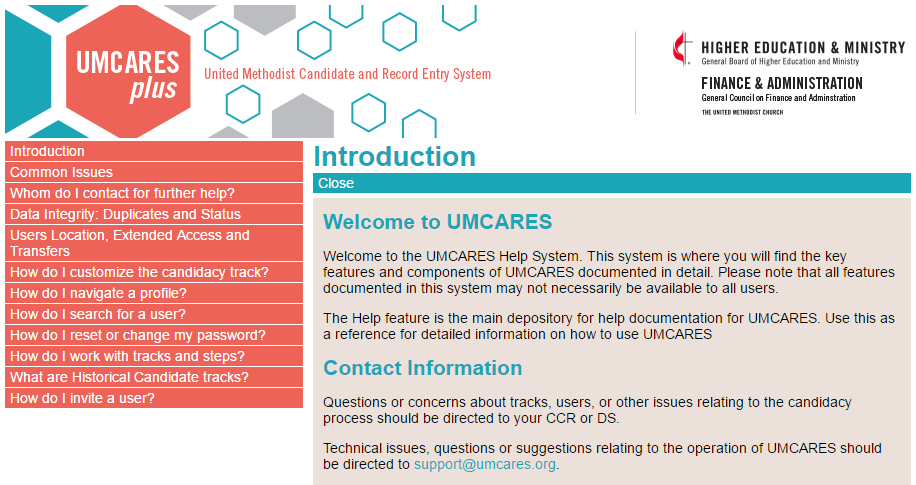 UMCARES
plus
United Methodist Candidate and Record Entry System
HIGHER EDUCATION & MINISTRY
General Board of Higher Education and Ministry
FINANCE & ADMINISTRATION
General Council on Finance and Adminstration
THE UNITED METHODIST CHURCH
Introduction
Common Issues
Whom do I contact for further help?
Data Integrity: Duplicates and Status
Users Location, Extended Access and
Transfers
How do I customize the candidacy track?
How do I navigate a profile?
How do I search for a user?
How do I reset or change my password?
How do I work with tracks and steps?
What are Historical Candidate tracks?
How do I invite a user?
Introduction
Close
Welcome to UMCARES
Welcome to the UMCARES Help System. This system is where you will find the key
features and components of UMCARES documented in detail. Please note that all features
documented in this system may not necessarily be available to all users.
The Help feature is the main depository for help documentation for UMCARES. Use this as
a reference for detailed information on how to use UMCARES
Contact Information
Questions or concerns about tracks, users, or other issues relating to the candidacy
process should be directed to your CCR or DS.
Technical issues, questions or suggestions relating to the operation of UMCARES should
be directed to support@umcares.org.